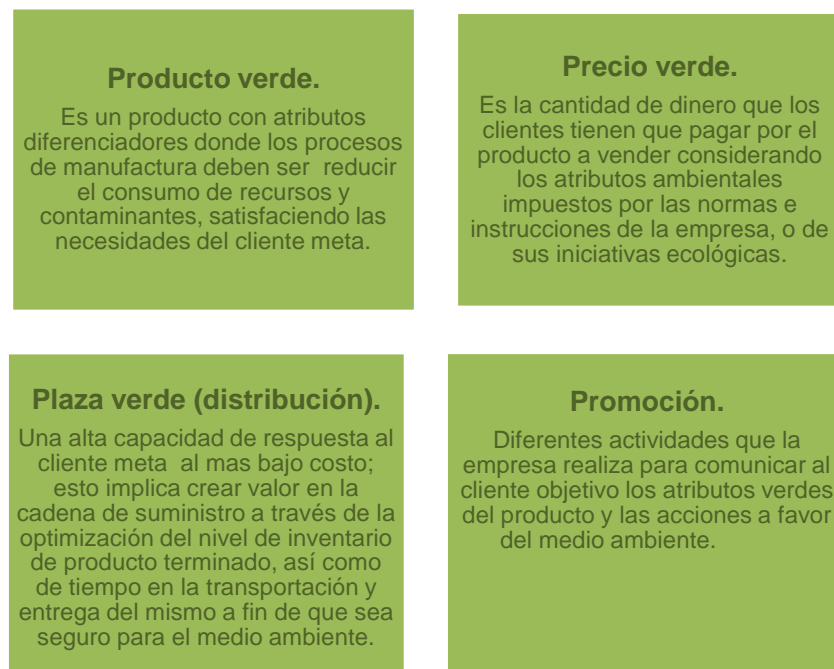 Producto verde.
Es un producto con atributos
diferenciadores donde los procesos
de manufactura deben ser  reducir
el consumo de recursos y
contaminantes, satisfaciendo las
necesidades del cliente meta.
Precio verde.
Es la cantidad de dinero que los
clientes tienen que pagar por el
producto a vender considerando
los atributos ambientales
impuestos por las normas e
instrucciones de la empresa, o de
sus iniciativas ecológicas.
Plaza verde (distribución).
Una alta capacidad de respuesta al
cliente meta  al mas bajo costo;
esto implica crear valor en la
cadena de suministro a través de la
optimización del nivel de inventario
de producto terminado, así como
de tiempo en la transportación y
entrega del mismo a fin de que sea
seguro para el medio ambiente.
Promoción.
Diferentes actividades que la
empresa realiza para comunicar al
cliente objetivo los atributos verdes
del producto y las acciones a favor
del medio ambiente.